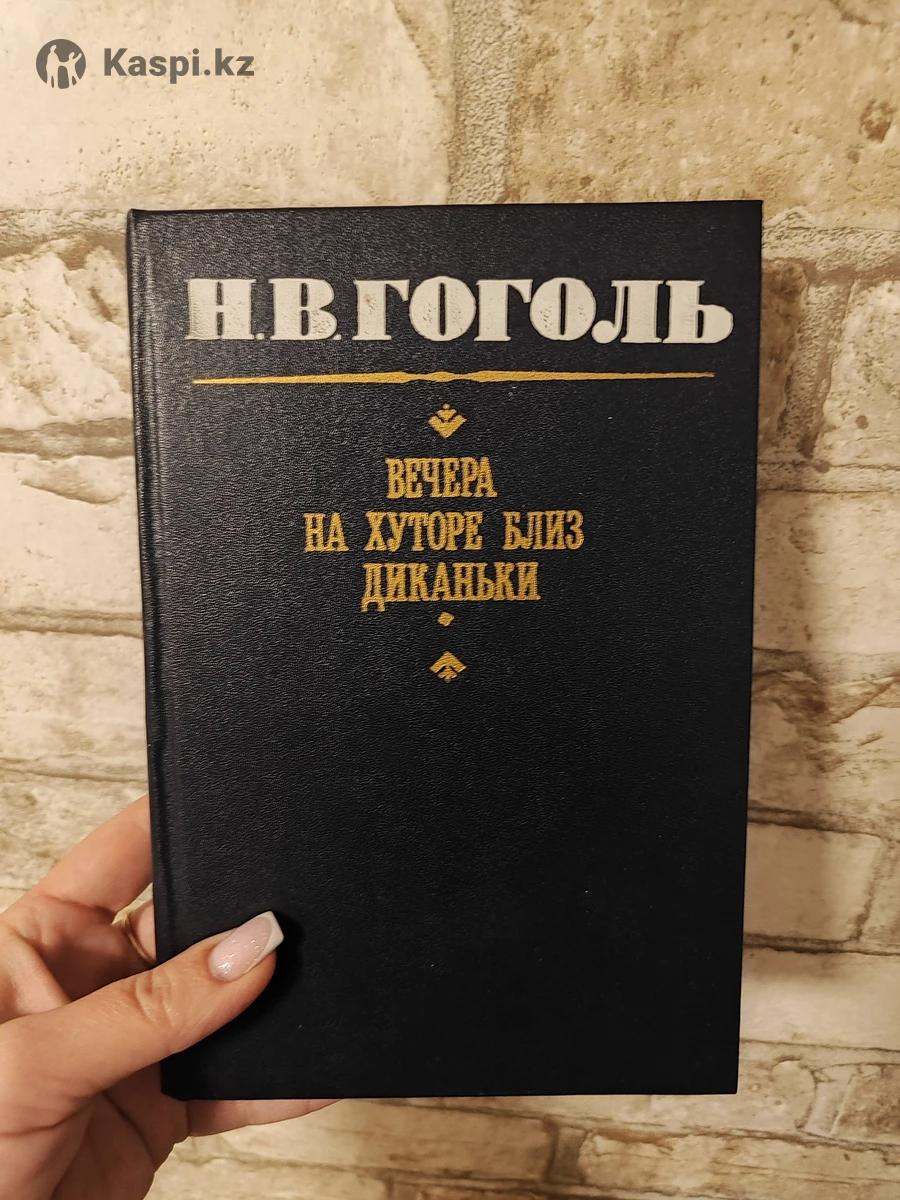 Kaspi.kz
Н.В.ГОГОЛЬ
ВЕЧЕРА
НА ХУТОРЕ БЛИЗ
ДИКАНЬКИ